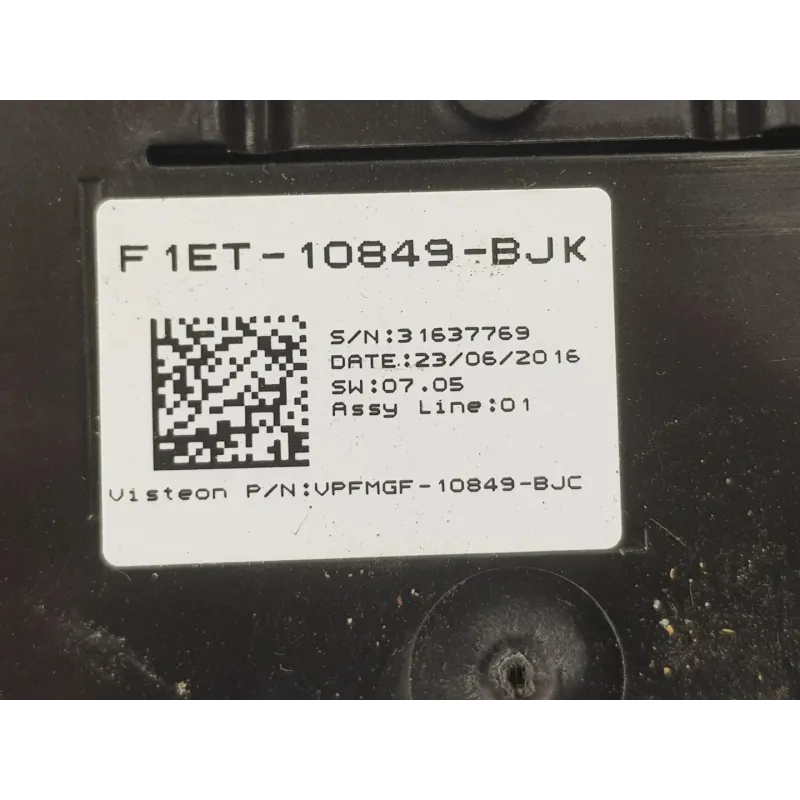 F1ET-10849-BJK
S/N:31637769
DATE:23/06/2016
SW:07.05
Assy Line:01
Visteon P/N:VPFMGF-10849-BJC